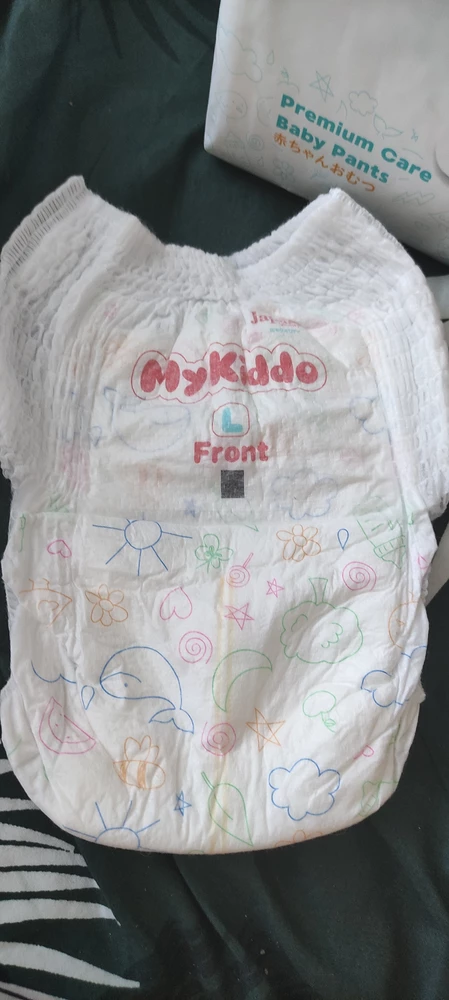 Premium Care
Baby Pants
赤ちゃんおむつ
MyKiddo
L
Front